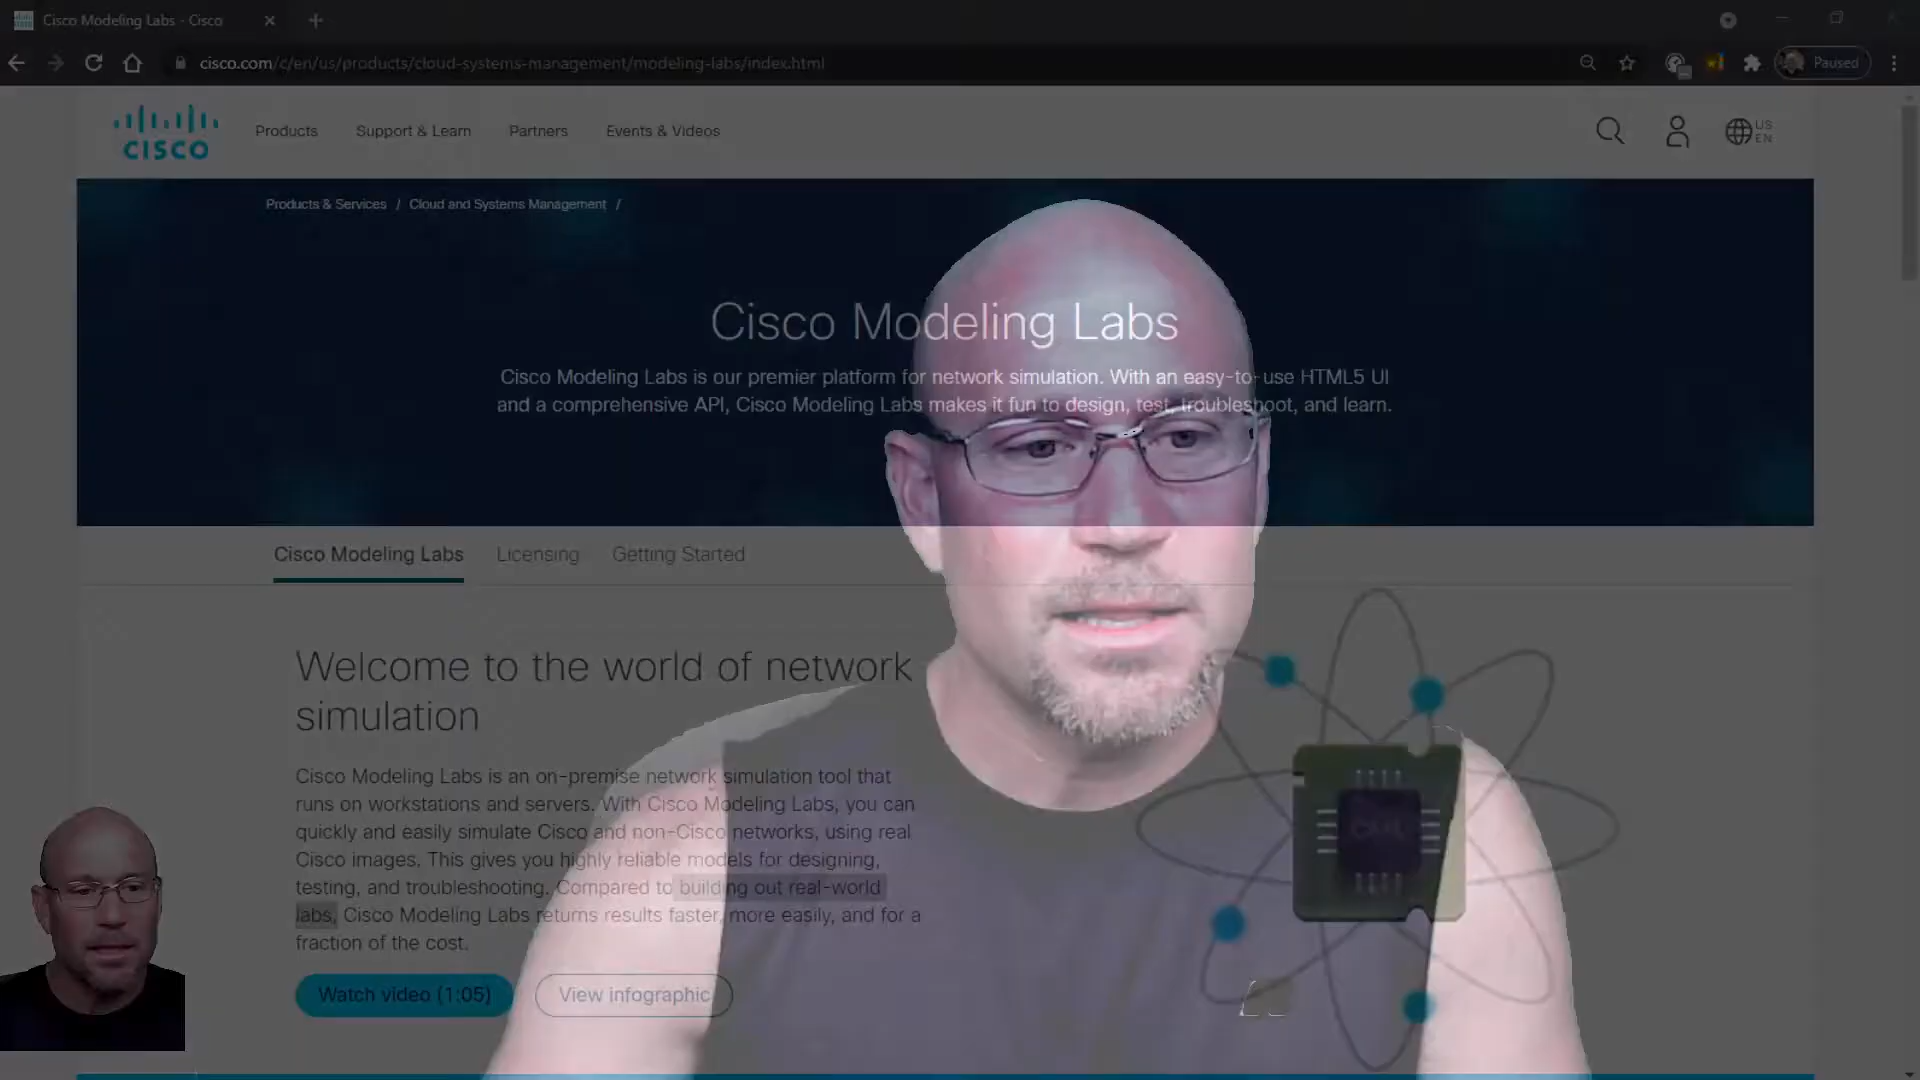 Cisco Modeling Labs - Cisco
cisco.com/c/en/us/products/cloud-systems-management/modeling-labs/index.html
Paused
CISCO
Products
Support & Learn
Partners
Events & Videos
US
EN
Products & Services / Cloud and Systems Management /
Cisco Modeling Labs
Cisco Modeling Labs is our premier platform for network simulation. With an easy-to-use HTML5 UI
and a comprehensive API, Cisco Modeling Labs makes it fun to design, test, troubleshoot, and learn.
Cisco Modeling Labs
Licensing
Getting Started
Welcome to the world of network
simulation
Cisco Modeling Labs is an on-premise network simulation tool that
runs on workstations and servers. With Cisco Modeling Labs, you can
quickly and easily simulate Cisco and non-Cisco networks, using real
Cisco images. This gives you highly reliable models for designing,
testing, and troubleshooting. Compared to building out real-world
labs, Cisco Modeling Labs returns results faster, more easily, and for a
fraction of the cost.
Watch video (1:05)
View infographic